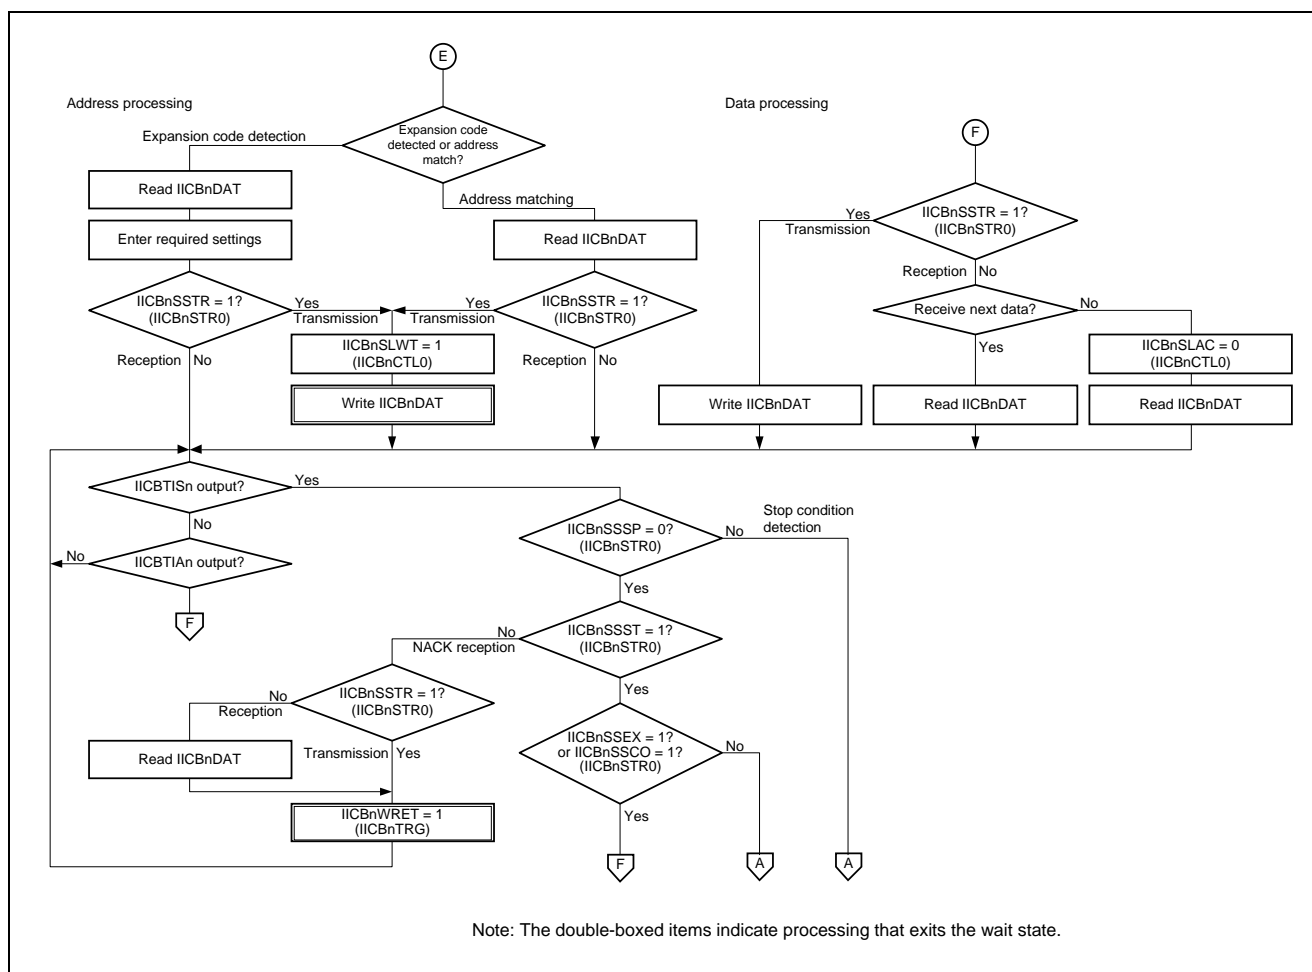 E
Address processing
Data processing
Expansion code detection
Expansion code
detected or address
match?
F
Read IICBnDAT
Address matching
Enter required settings
Read IICBnDAT
Yes
Transmission
IICBnSSTR = 1?
(IICBnSTR0)
Reception
No
IICBnSSTR = 1?
(IICBnSTR0)
Yes
Transmission
Yes
Transmission
IICBnSSTR = 1?
(IICBnSTR0)
Receive next data?
No
Reception
No
IICBnSLWT = 1
(IICBnCTL0)
Reception
No
Yes
IICBnSLAC = 0
(IICBnCTL0)
Write IICBnDAT
Write IICBnDAT
Read IICBnDAT
Read IICBnDAT
IICBTISn output?
Yes
No
IICBnSSSP = 0?
(IICBnSTR0)
No
Stop condition
detection
No
IICBTIAn output?
Yes
F
No
NACK reception
IICBnSSST = 1?
(IICBnSTR0)
Yes
No
Reception
IICBnSSTR = 1?
(IICBnSTR0)
Read IICBnDAT
Transmission
Yes
IICBnSSEX = 1?
or IICBnSSCO = 1?
(IICBnSTR0)
No
IICBnWRET = 1
(IICBnTRG)
Yes
F
A
A
Note: The double-boxed items indicate processing that exits the wait state.